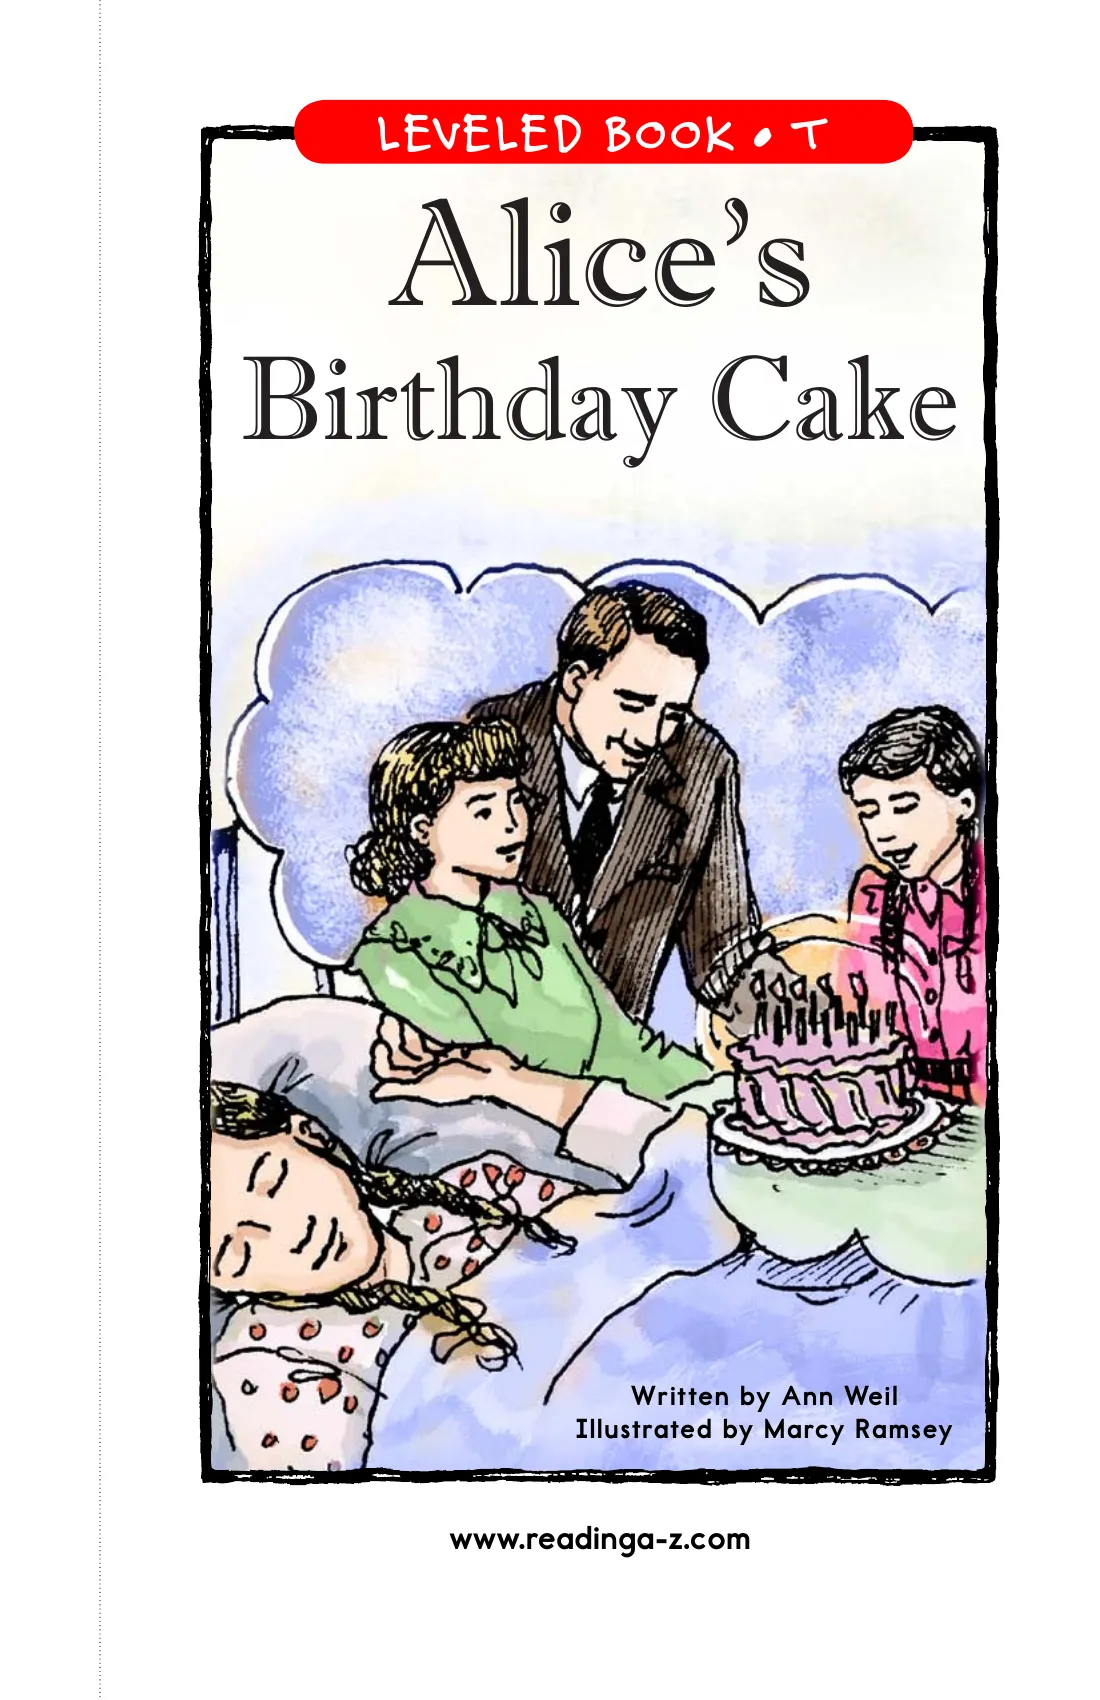 LEVELED BOOK • T
Alice’s
Birthday Cake
Written by Ann Weil
Illustrated by Marcy Ramsey
www.readinga-z.com